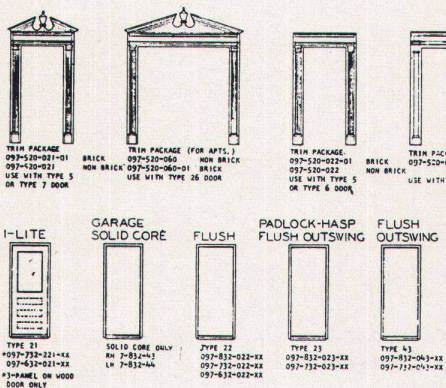 TRIM PACKAGE
097-520-021-01 BRICK
097-520-021 NON BRICK
USE WITH TYPE 5
OR TYPE 7 DOOR
TRIM PACKAGE (FOR APTS.)
097-520-060 NON BRICK
097-520-060-01 BRICK
USE WITH TYPE 26 DOOR
TRIM PACKAGE.
097-520-022-01 BRICK
097-520-022 NON BRICK
USE WITH TYPE 5
OR TYPE 6 DOOR
TRIM PACK
097-520-0
USE WITH
1-LITE
TYPE 21
*097-732-221-XX
097-632-021-XX
*3-PANEL ON WOOD
DOOR ONLY
GARAGE
SOLID CORE
SOLID CORE ONLY
RH 7-832-43
LH 7-832-44
FLUSH
TYPE 22
097-832-022-XX
097-732-022-XX
097-632-022-XX
PADLOCK-HASP
FLUSH OUTSWING
TYPE 23
097-832-023-XX
097-732-023-XX
FLUSH
OUTSWING
TYPE 43
097-832-043-XX
097-732-043-XX